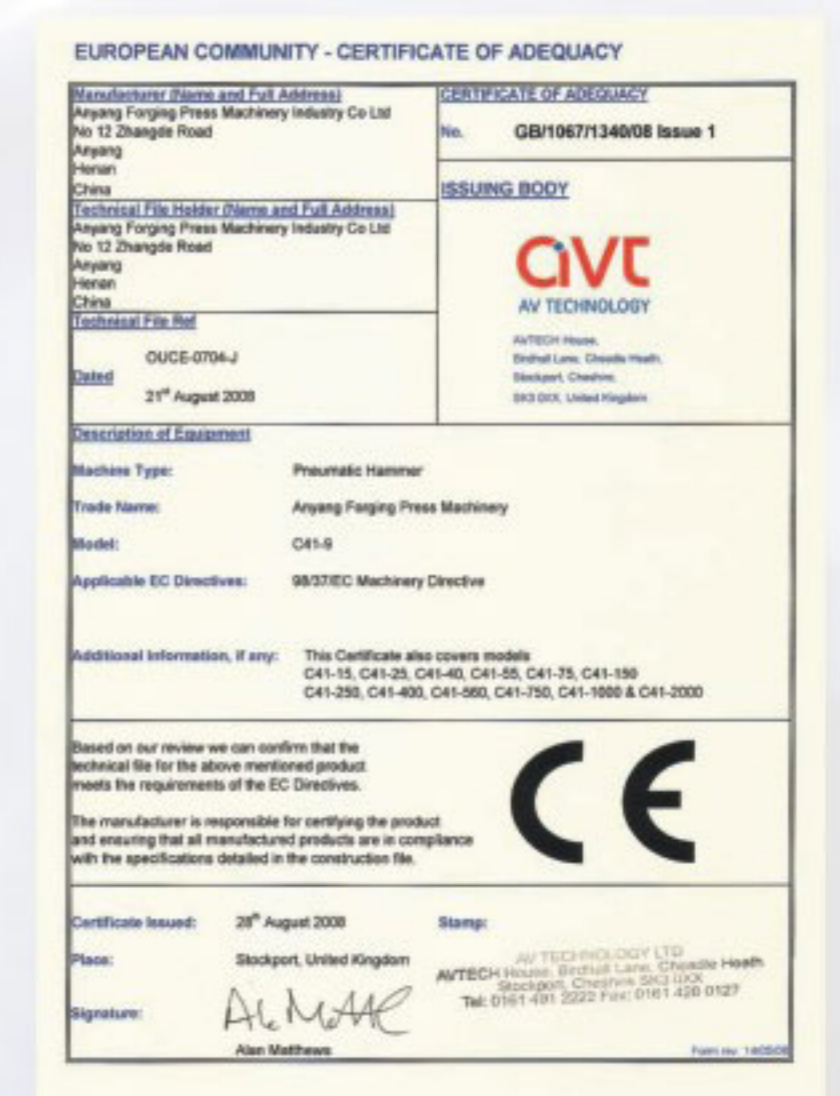 EUROPEAN COMMUNITY - CERTIFICATE OF ADEQUACY
Manufacturer (Name and Full Address)
Anyang Forging Press Machinery Industry Co Ltd
No 12 Zhangde Road
Anyang
Henan
China
CERTIFICATE OF ADEQUACY
No. GB/1067/1340/08 Issue 1
Technical File Holder (Name and Full Address)
Anyang Forging Press Machinery Industry Co Ltd
No 12 Zhangde Road
Anyang
Henan
China
ISSUING BODY
avt
AV TECHNOLOGY
AVTECH House,
Birdhall Lane, Cheadle Heath,
Stockport, Cheshire,
SK3 0XX, United Kingdom
Technical File Ref
OUCE-0704-J
Dated
21st August 2008
Description of Equipment
Machine Type: Pneumatic Hammer
Trade Name: Anyang Forging Press Machinery
Model: C41-9
Applicable EC Directives: 98/37/EC Machinery Directive
Additional Information, if any: This Certificate also covers models
C41-15, C41-25, C41-40, C41-55, C41-75, C41-150
C41-250, C41-400, C41-560, C41-750, C41-1000 & C41-2000
Based on our review we can confirm that the
technical file for the above mentioned product
meets the requirements of the EC Directives.
The manufacturer is responsible for certifying the product
and ensuring that all manufactured products are in compliance
with the specifications detailed in the construction file.
CE
Certificate Issued: 28th August 2008
Place: Stockport, United Kingdom
Signature:
Alan Matthews
Stamp:
AV TECHNOLOGY LTD
AVTECH House, Birdhall Lane, Cheadle Heath
Stockport, Cheshire SK3 0XX
Tel: 0161 491 2222 Fax: 0161 428 0127
Form rev.